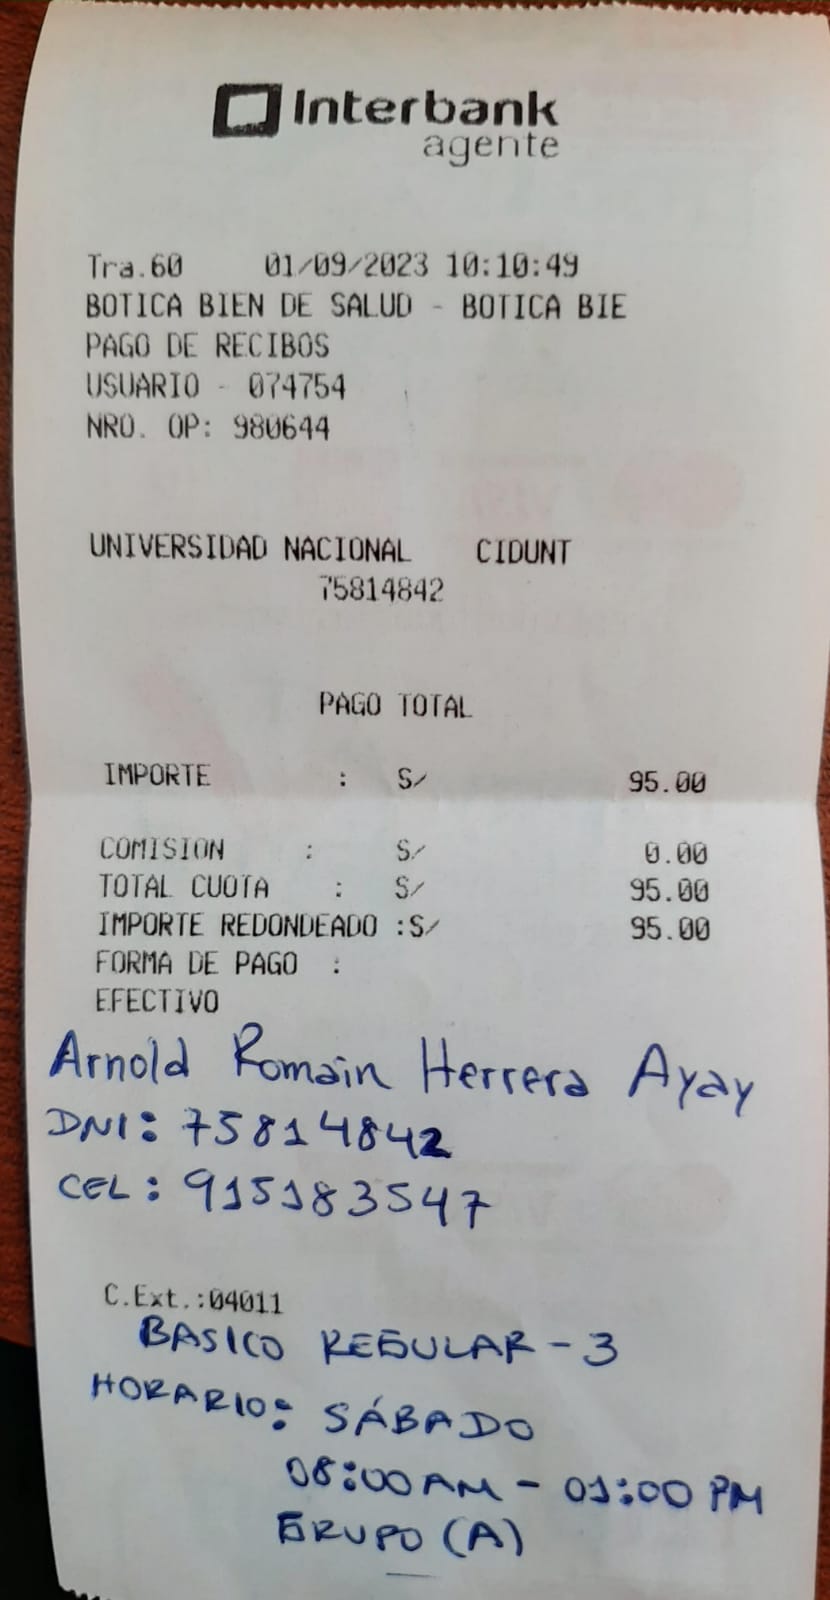 Interbank
agente
Tra.60 01/09/2023 10:10:49
BOTICA BIEN DE SALUD - BOTICA BIE
PAGO DE RECIBOS
USUARIO - 074754
NRO. OP: 980644
UNIVERSIDAD NACIONAL CIDUNT
75814842
PAGO TOTAL
IMPORTE : S/ 95.00
COMISION : S/ 0.00
TOTAL CUOTA : S/ 95.00
IMPORTE REDONDEADO :S/ 95.00
FORMA DE PAGO :
EFECTIVO
Arnold Romain Herrera Ayay
DNI: 75814842
CEL: 915183547
C.Ext.:04011
BASICO REGULAR - 3
HORARIO: SÁBADO
08:00 AM - 01:00 PM
GRUPO (A)